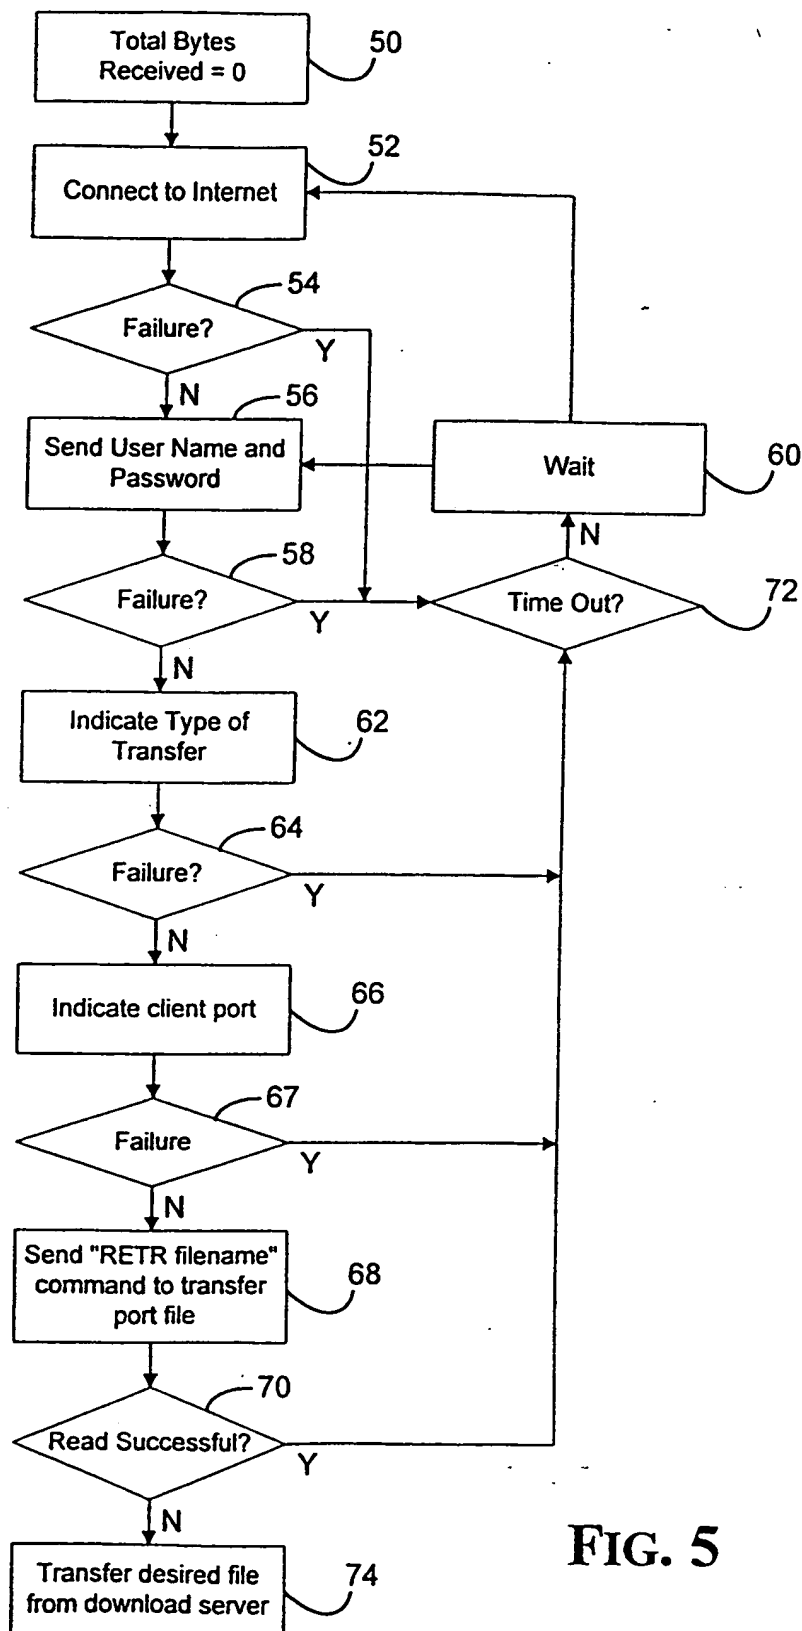 Total Bytes
Received = 0
50
52
Connect to Internet
54
Failure?
Y
N
56
Send User Name and
Password
Wait
60
N
58
Failure?
Y
Time Out?
72
N
Indicate Type of
Transfer
62
64
Failure?
Y
N
Indicate client port
66
67
Failure
Y
N
Send "RETR filename"
command to transfer
port file
68
70
Read Successful?
Y
N
Transfer desired file
from download server
74
FIG. 5